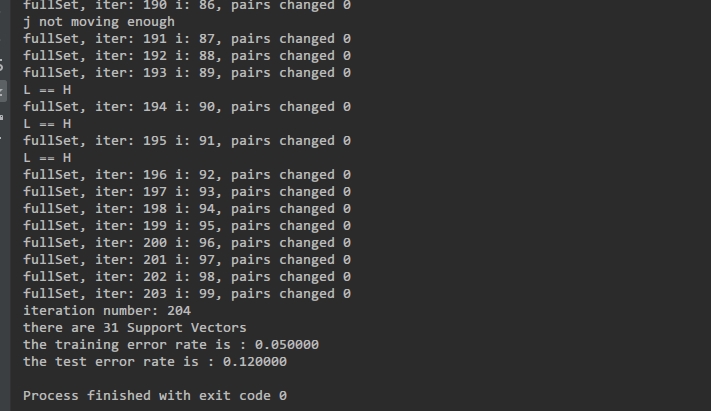 fullSet, iter: 190 i: 86, pairs changed 0
j not moving enough
fullSet, iter: 191 i: 87, pairs changed 0
fullSet, iter: 192 i: 88, pairs changed 0
fullSet, iter: 193 i: 89, pairs changed 0
L == H
fullSet, iter: 194 i: 90, pairs changed 0
L == H
fullSet, iter: 195 i: 91, pairs changed 0
L == H
fullSet, iter: 196 i: 92, pairs changed 0
fullSet, iter: 197 i: 93, pairs changed 0
fullSet, iter: 198 i: 94, pairs changed 0
fullSet, iter: 199 i: 95, pairs changed 0
fullSet, iter: 200 i: 96, pairs changed 0
fullSet, iter: 201 i: 97, pairs changed 0
fullSet, iter: 202 i: 98, pairs changed 0
fullSet, iter: 203 i: 99, pairs changed 0
iteration number: 204
there are 31 Support Vectors
the training error rate is : 0.050000
the test error rate is : 0.120000
Process finished with exit code 0